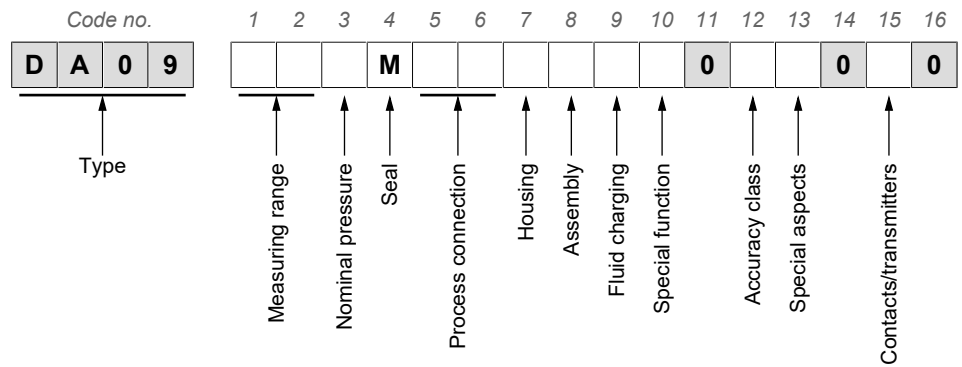 Code no. 1 2 3 4 5 6 7 8 9 10 11 12 13 14 15 16
D A 0 9 M 0 0 0
Type
Measuring range
Nominal pressure
Seal
Process connection
Housing
Assembly
Fluid charging
Special function
Accuracy class
Special aspects
Contacts/transmitters